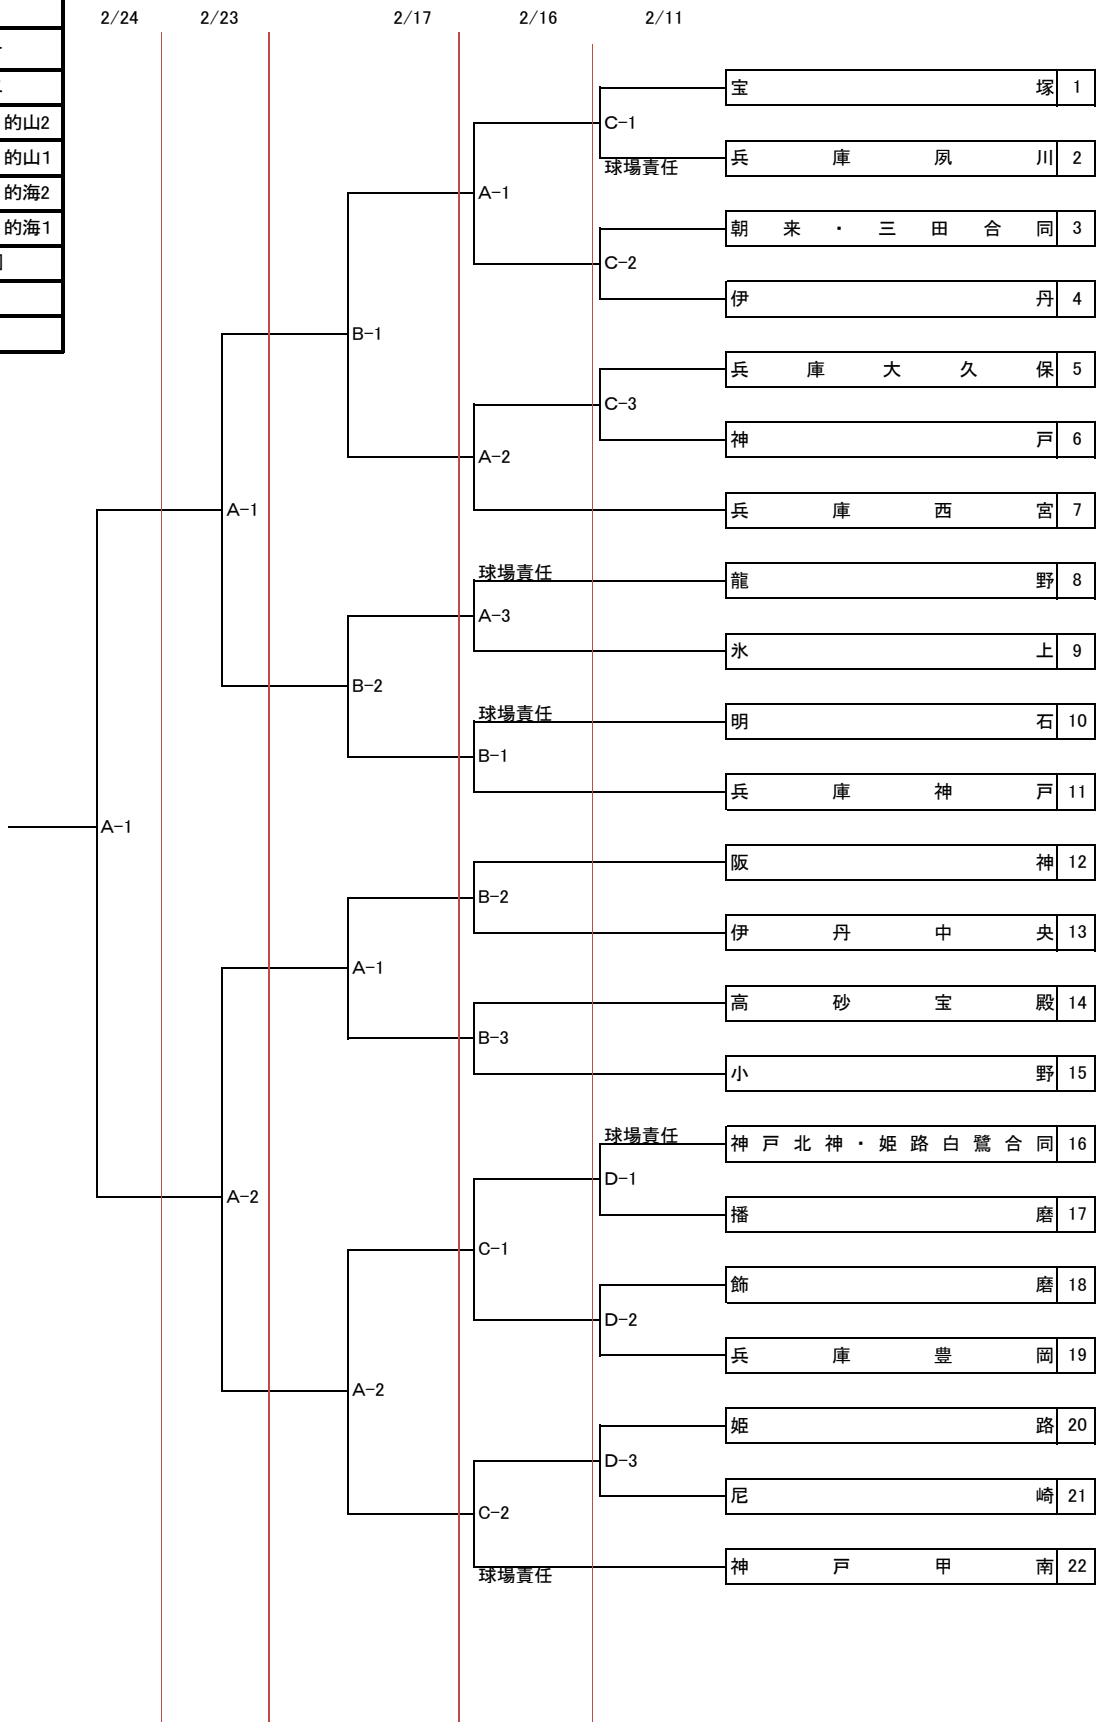 2/24 2/23 2/17 2/16 2/11
的山2
的山1
的海2
的海1
宝塚 1
C-1
兵庫夙川 2
球場責任
A-1
朝来・三田合同 3
C-2
伊丹 4
B-1
兵庫大久保 5
C-3
神戸 6
A-2
兵庫西宮 7
A-1
球場責任
龍野 8
A-3
氷上 9
B-2
球場責任
明石 10
B-1
兵庫神戸 11
A-1
阪神 12
B-2
伊丹中央 13
A-1
高砂宝殿 14
B-3
小野 15
球場責任
神戸北神・姫路白鷺合同 16
D-1
A-2
播磨 17
C-1
飾磨 18
D-2
兵庫豊岡 19
A-2
姫路 20
D-3
尼崎 21
C-2
神戸甲南 22
球場責任